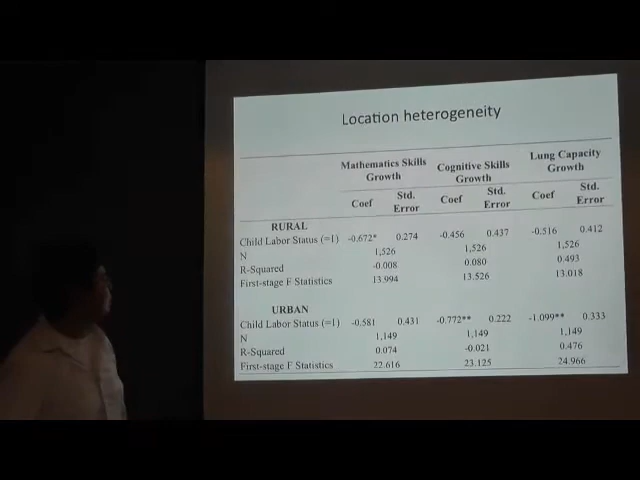 Location heterogeneity
Mathematics Skills Growth Cognitive Skills Growth Lung Capacity Growth
Coef Std. Error Coef Std. Error Coef Std. Error
RURAL
Child Labor Status (=1) -0.672* 0.274 -0.456 0.437 -0.516 0.412
N 1,526 1,526 1,526
R-Squared -0.008 0.080 0.493
First-stage F Statistics 13.994 13.526 13.018
URBAN
Child Labor Status (=1) -0.581 0.431 -0.772** 0.222 -1.099** 0.333
N 1,149 1,149 1,149
R-Squared 0.074 -0.021 0.476
First-stage F Statistics 22.616 23.125 24.966